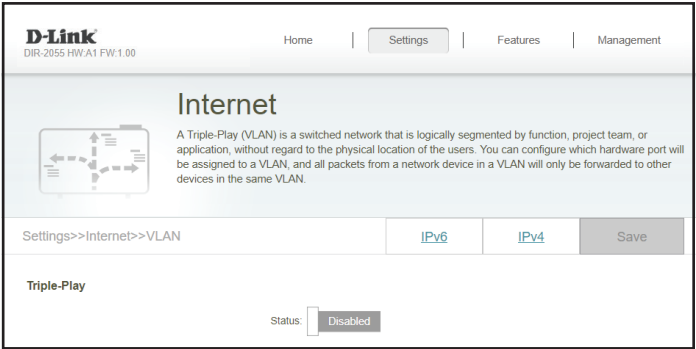 D-Link
DIR-2055 HW:A1 FW:1.00
Home
Settings
Features
Management
Internet
A Triple-Play (VLAN) is a switched network that is logically segmented by function, project team, or
application, without regard to the physical location of the users. You can configure which hardware port will
be assigned to a VLAN, and all packets from a network device in a VLAN will only be forwarded to other
devices in the same VLAN.
Settings>>Internet>>VLAN
IPv6
IPv4
Save
Triple-Play
Status:
Disabled